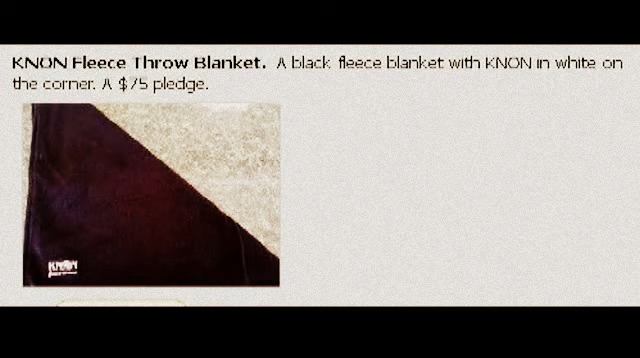 KNON Fleece Throw Blanket. A black fleece blanket with KNON in white on
the corner. A $75 pledge.
KNON